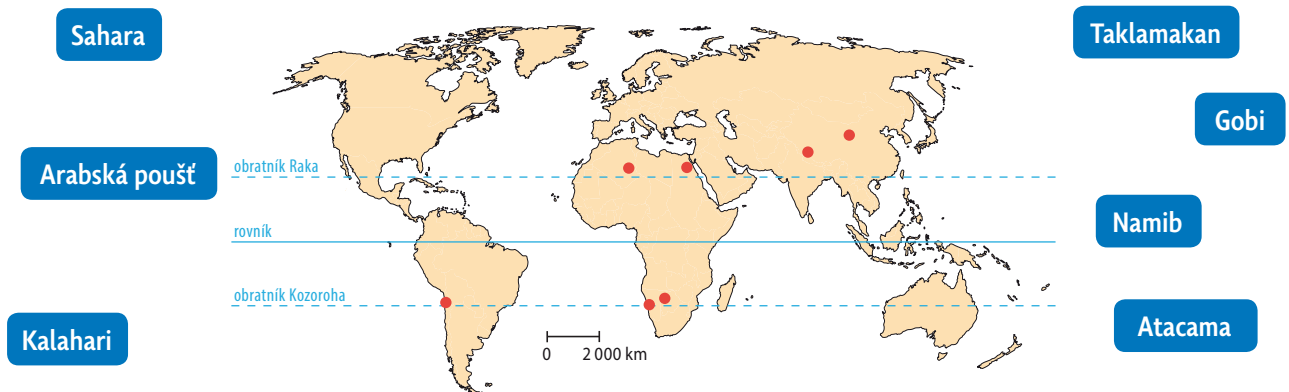 Sahara
Taklamakan
Gobi
Arabská poušť
obratník Raka
Namib
rovník
obratník Kozoroha
Kalahari
Atacama
0 2 000 km